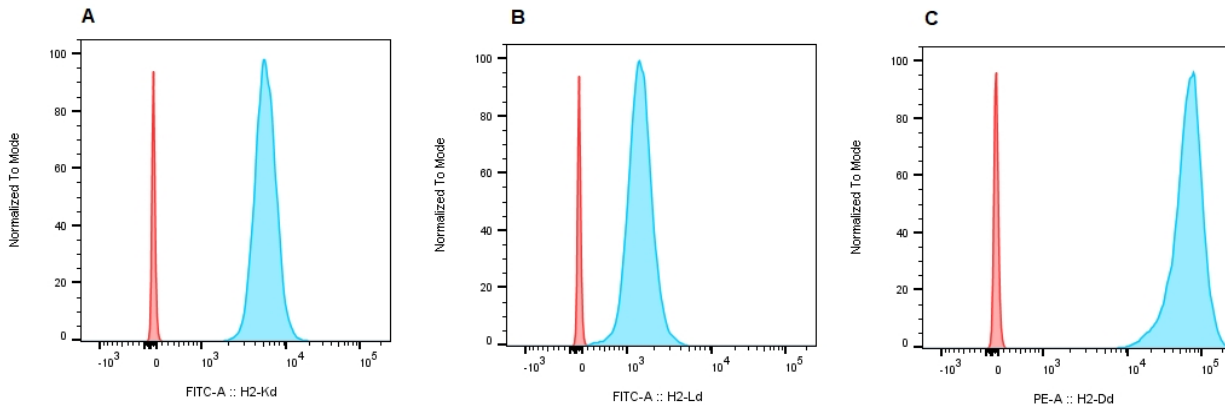 A
Normalized To Mode
100
80
60
40
20
0
-10³ 0 10³ 10⁴ 10⁵
FITC-A :: H2-Kd
B
Normalized To Mode
100
80
60
40
20
0
-10³ 0 10³ 10⁴ 10⁵
FITC-A :: H2-Ld
C
Normalized To Mode
100
80
60
40
20
0
-10³ 0 10³ 10⁴ 10⁵
PE-A :: H2-Dd